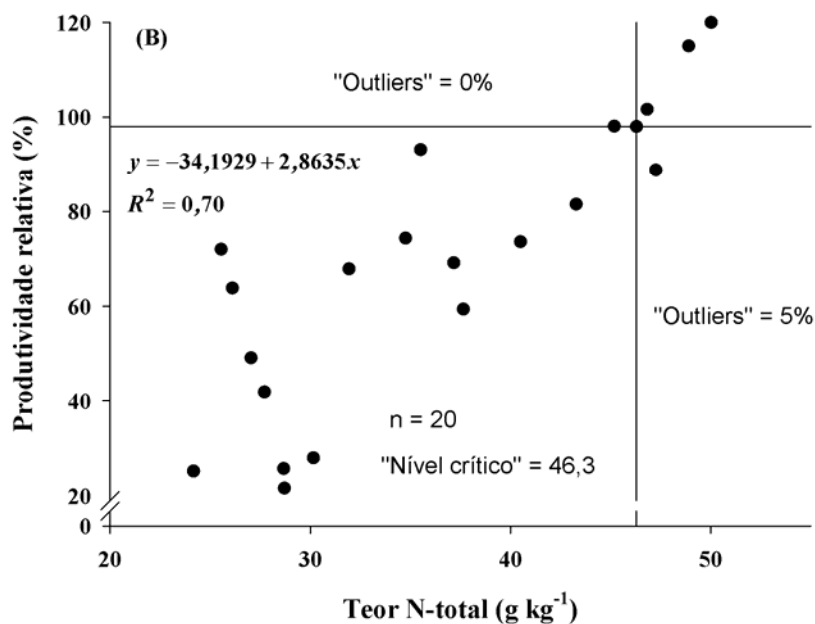 120
(B)
"Outliers" = 0%
100
y = −34,1929 + 2,8635x
R² = 0,70
80
60
"Outliers" = 5%
40
n = 20
"Nível crítico" = 46,3
20
0
20 30 40 50
Teor N-total (g kg⁻¹)
Produtividade relativa (%)